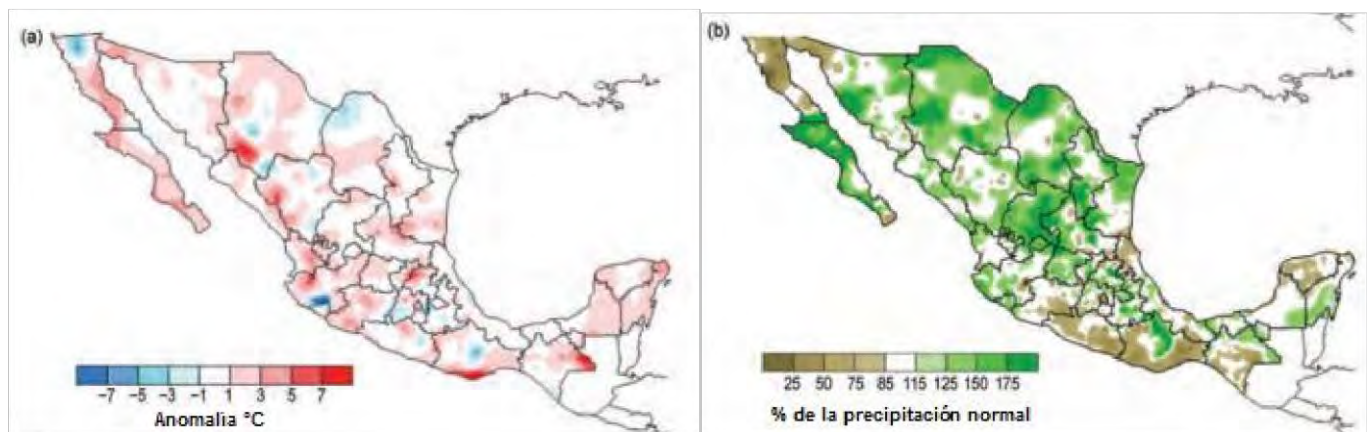 (a)
−7 −5 −3 −1 1 3 5 7
Anomalia °C
(b)
25 50 75 85 115 125 150 175
% de la precipitación normal